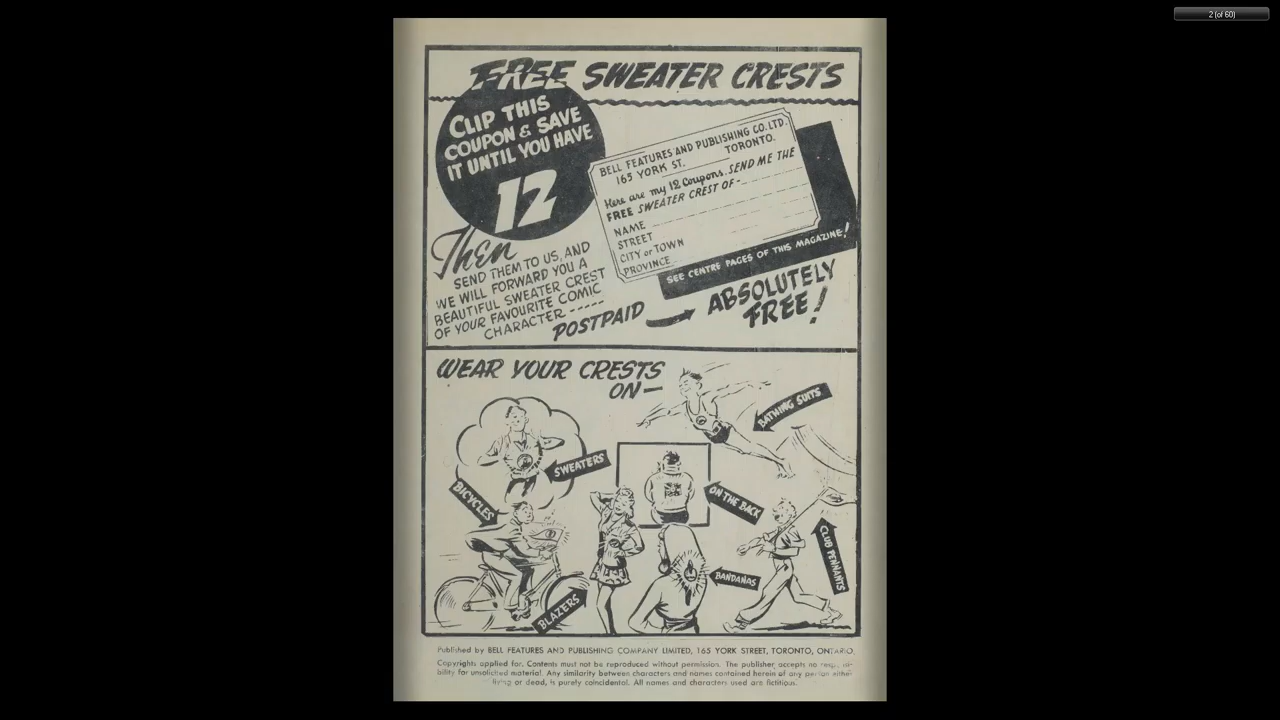 2 (of 60)
FREE SWEATER CRESTS
CLIP THIS
COUPON & SAVE
IT UNTIL YOU HAVE
12
BELL FEATURES AND PUBLISHING CO. LTD.
165 YORK ST. TORONTO.
Here are my 12 Coupons. SEND ME THE
FREE SWEATER CREST OF -
NAME
STREET
CITY or TOWN
PROVINCE
SEE CENTRE PAGES OF THIS MAGAZINE!
Then
SEND THEM TO US, AND
WE WILL FORWARD YOU A
BEAUTIFUL SWEATER CREST
OF YOUR FAVOURITE COMIC
CHARACTER -----
POSTPAID
ABSOLUTELY
FREE!
WEAR YOUR CRESTS
ON —
BATHING SUITS
SWEATERS
BICYCLES
ON THE BACK
CLUB PENNANTS
BANDANAS
BLAZERS
Published by BELL FEATURES AND PUBLISHING COMPANY LIMITED, 165 YORK STREET, TORONTO, ONTARIO.
Copyrights applied for. Contents must not be reproduced without permission. The publisher accepts no
bility for unsolicited material. Any similarity between characters and names contained herein of any person either
living or dead, is purely coincidental. All names and characters used are fictitious.